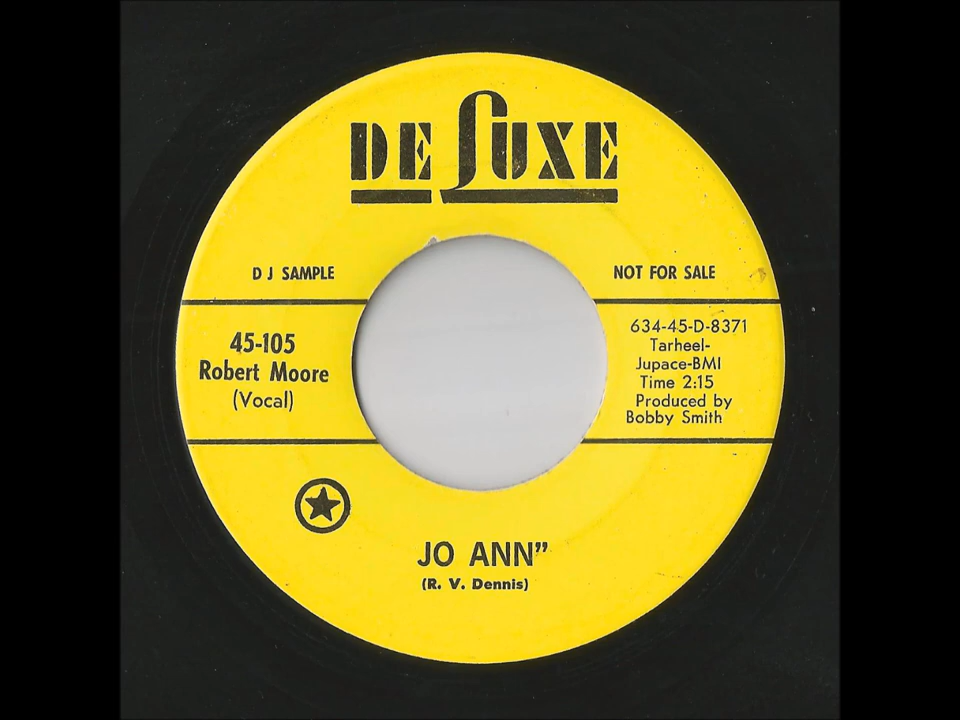 DE LUXE
D J SAMPLE
NOT FOR SALE
45-105
Robert Moore
(Vocal)
634-45-D-8371
Tarheel-
Jupace-BMI
Time 2:15
Produced by
Bobby Smith
JO ANN”
(R. V. Dennis)